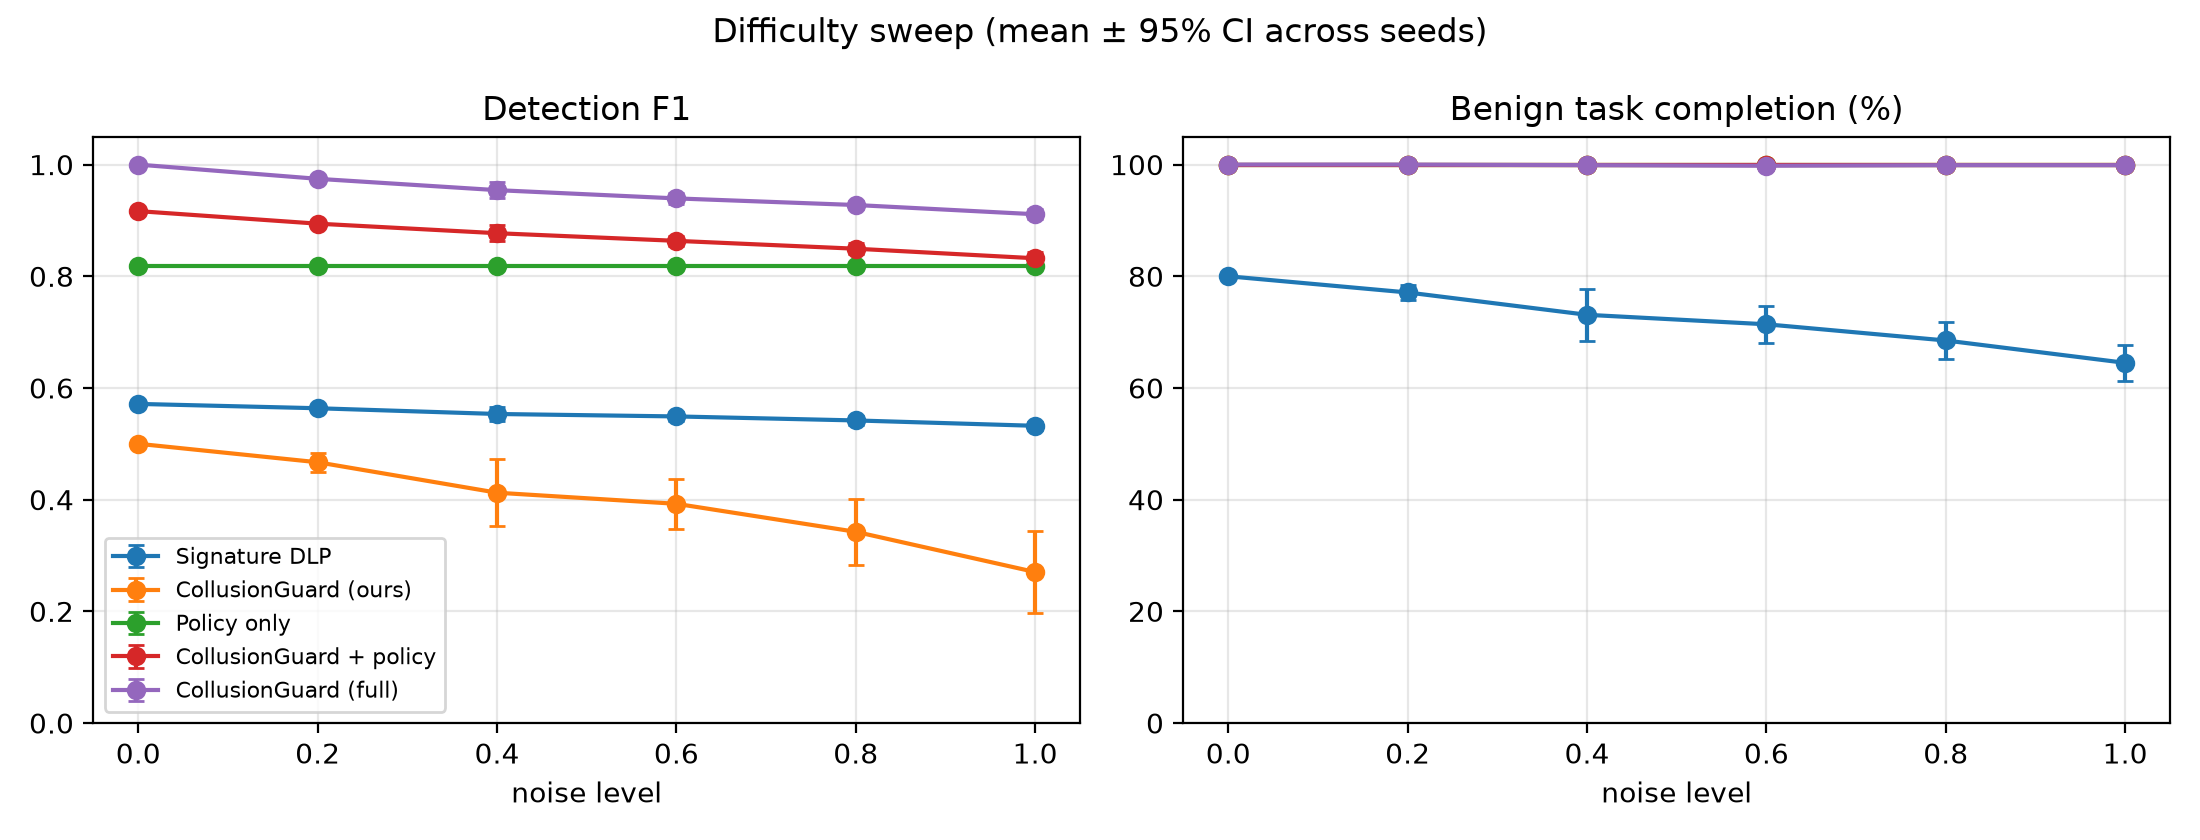 Difficulty sweep (mean ± 95% CI across seeds)
Detection F1
1.0
0.8
0.6
0.4
0.2
0.0
Signature DLP
CollusionGuard (ours)
Policy only
CollusionGuard + policy
CollusionGuard (full)
0.0 0.2 0.4 0.6 0.8 1.0
noise level
Benign task completion (%)
100
80
60
40
20
0
0.0 0.2 0.4 0.6 0.8 1.0
noise level